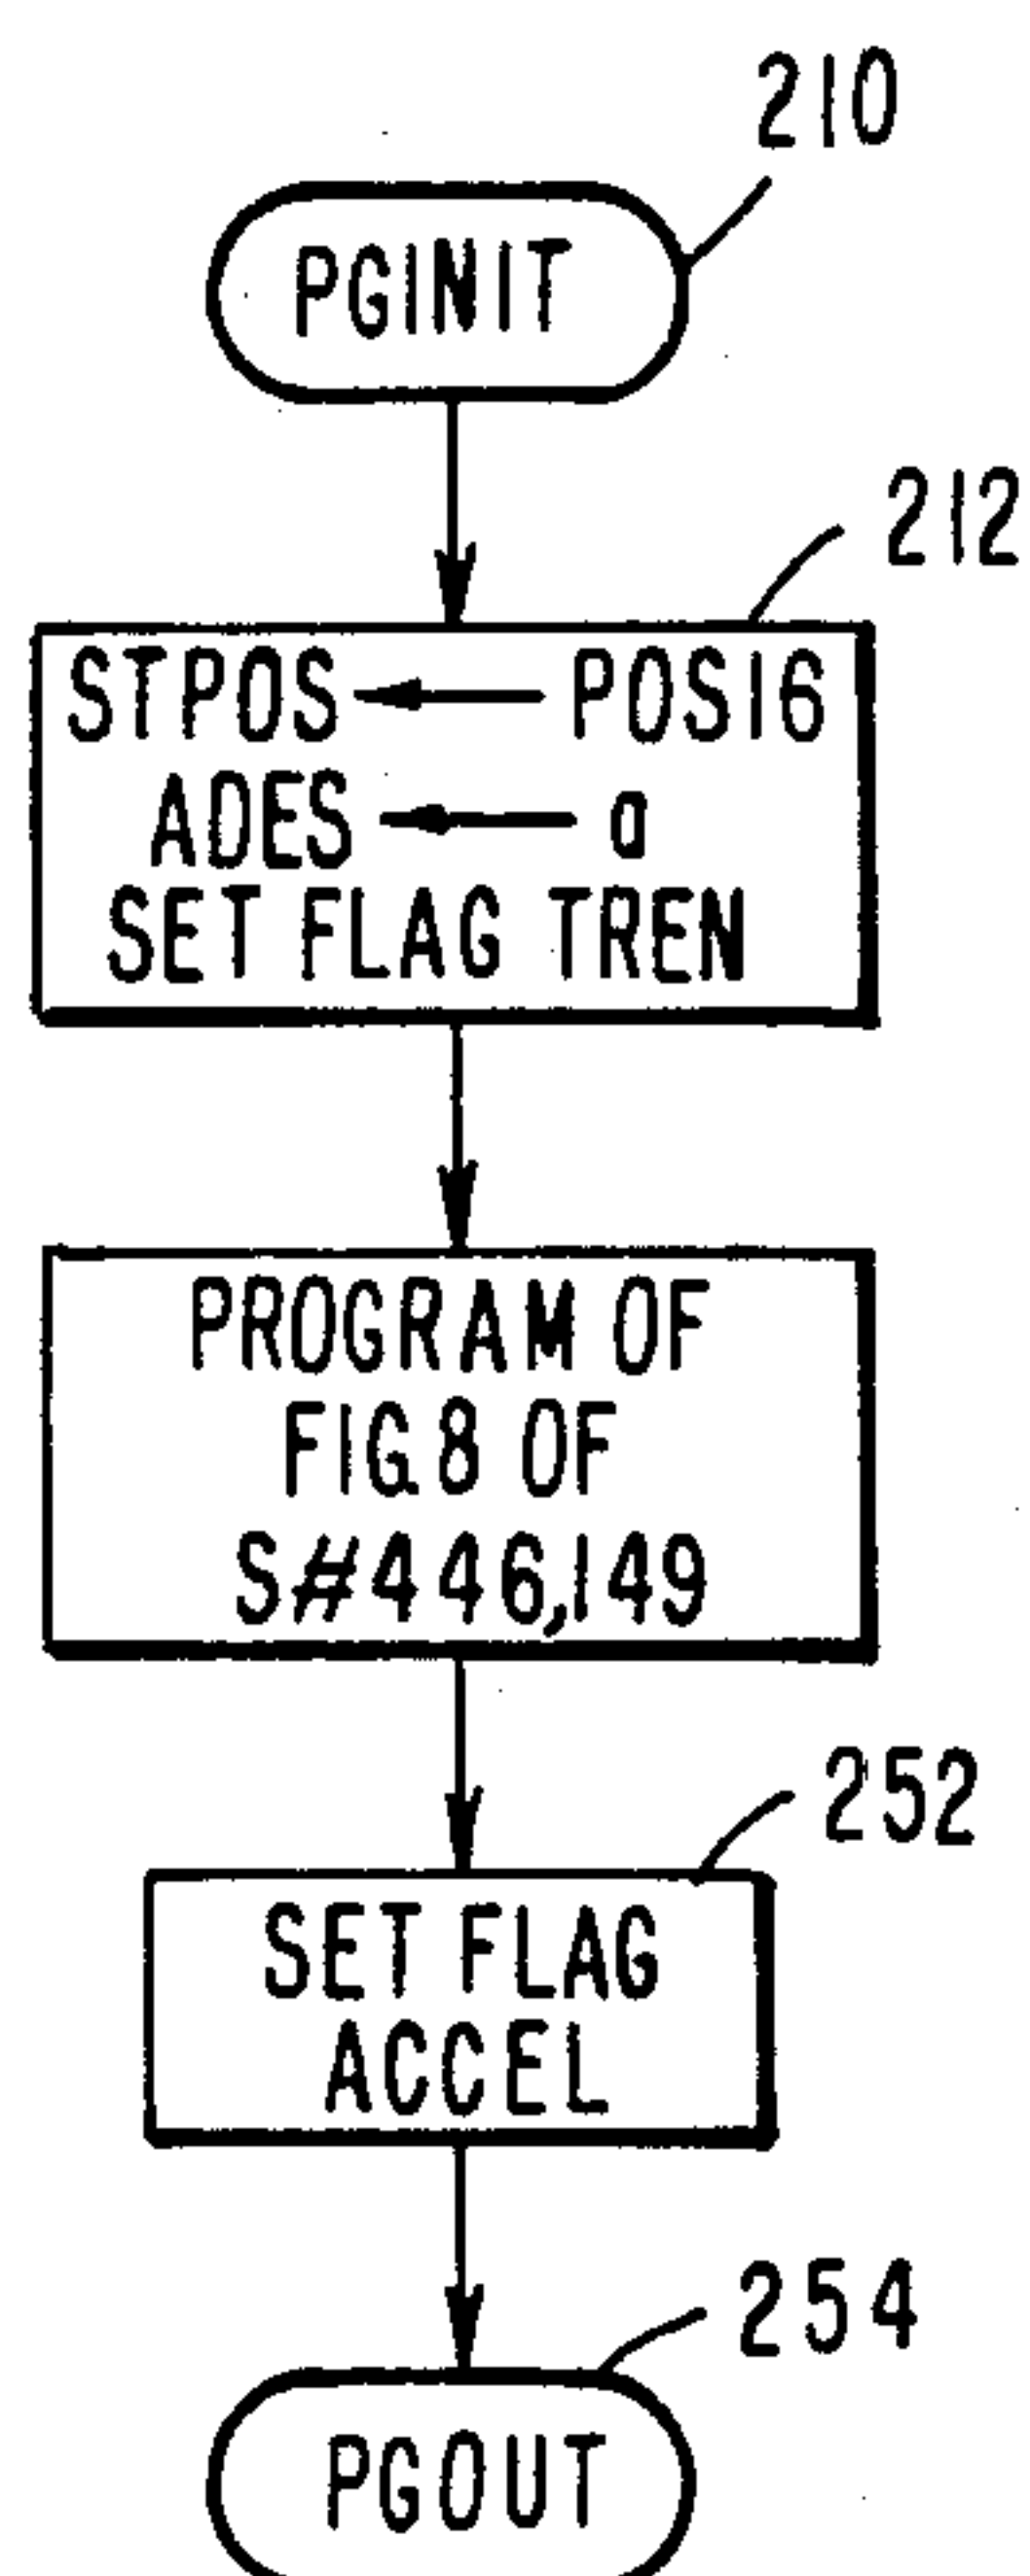 210
PGINIT
212
STPOS ← POS16
ADES ← a
SET FLAG TREN
PROGRAM OF
FIG.8 OF
S#446,149
252
SET FLAG
ACCEL
254
PGOUT